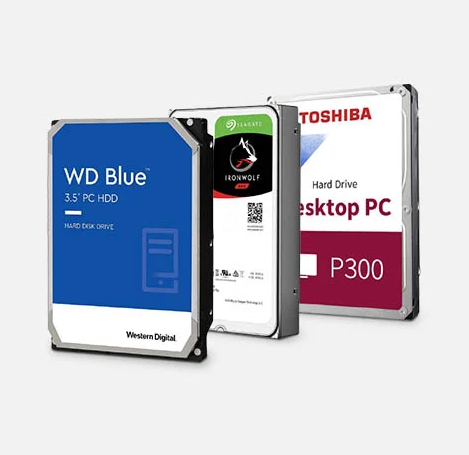 WD Blue™
3.5" PC HDD
HARD DISK DRIVE
Western Digital.
SEAGATE
IRONWOLF
TOSHIBA
Hard Drive
esktop PC
P300